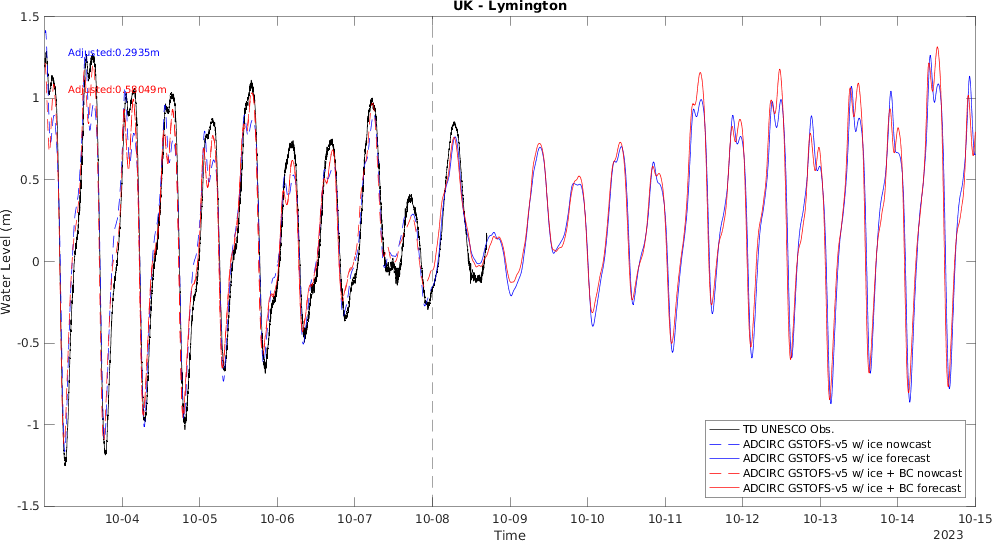 UK - Lymington
1.5
1
0.5
0
-0.5
-1
-1.5
Water Level (m)
Adjusted:0.2935m
Adjusted:0.58049m
TD UNESCO Obs.
ADCIRC GSTOFS-v5 w/ ice nowcast
ADCIRC GSTOFS-v5 w/ ice forecast
ADCIRC GSTOFS-v5 w/ ice + BC nowcast
ADCIRC GSTOFS-v5 w/ ice + BC forecast
10-04 10-05 10-06 10-07 10-08 10-09 10-10 10-11 10-12 10-13 10-14 10-15
Time
2023